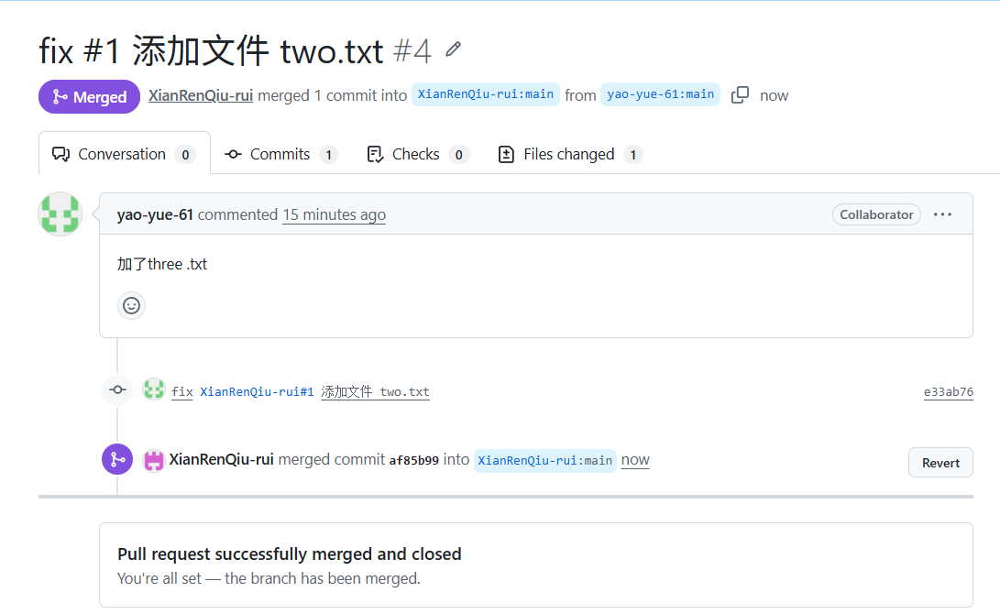 fix #1 添加文件 two.txt #4
Merged XianRenQiu-rui merged 1 commit into XianRenQiu-rui:main from yao-yue-61:main now
Conversation 0 Commits 1 Checks 0 Files changed 1
yao-yue-61 commented 15 minutes ago Collaborator
加了three .txt
fix XianRenQiu-rui#1 添加文件 two.txt e33ab76
XianRenQiu-rui merged commit af85b99 into XianRenQiu-rui:main now Revert
Pull request successfully merged and closed
You're all set — the branch has been merged.